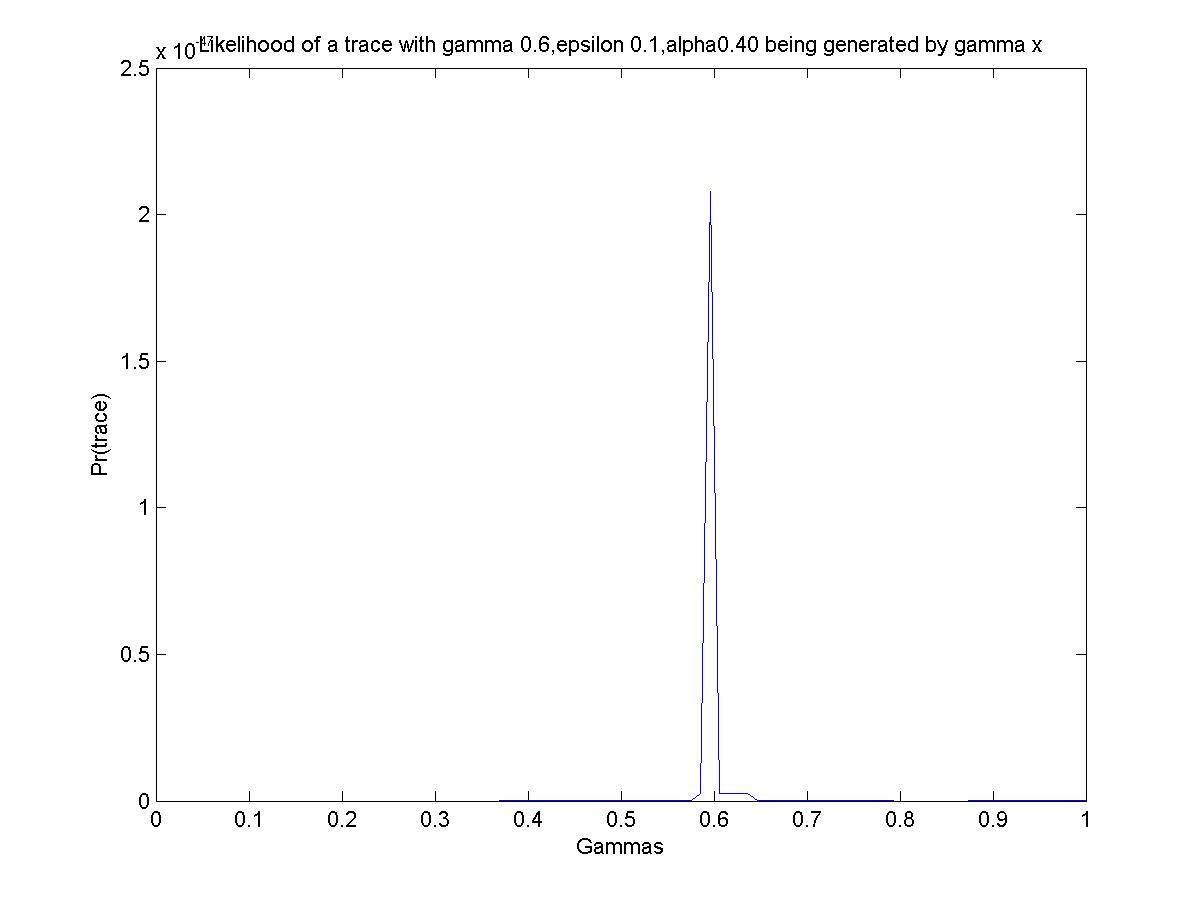 x 10
Likelihood of a trace with gamma 0.6,epsilon 0.1,alpha0.40 being generated by gamma x
2.5
2
1.5
1
0.5
0
Pr(trace)
0 0.1 0.2 0.3 0.4 0.5 0.6 0.7 0.8 0.9 1
Gammas